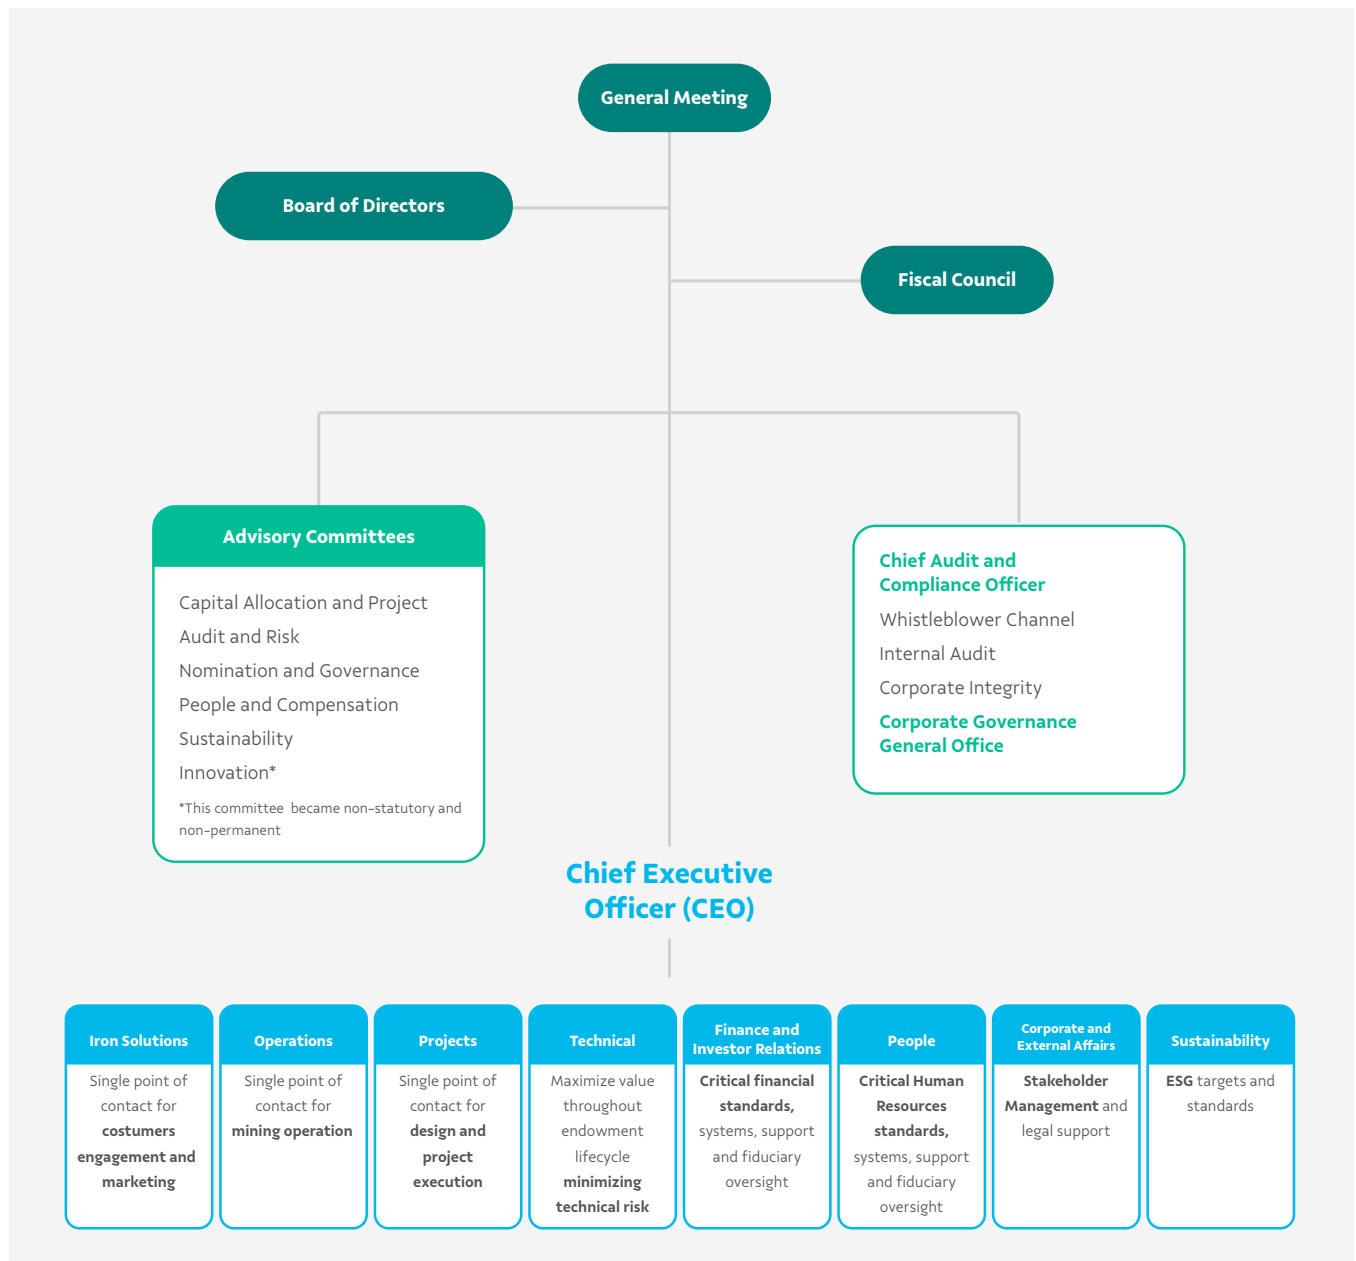 General Meeting
Board of Directors
Fiscal Council
Advisory Committees
Capital Allocation and Project
Audit and Risk
Nomination and Governance
People and Compensation
Sustainability
Innovation*
*This committee became non-statutory and
non-permanent
Chief Audit and
Compliance Officer
Whistleblower Channel
Internal Audit
Corporate Integrity
Corporate Governance
General Office
Chief Executive
Officer (CEO)
Iron Solutions
Single point of
contact for
costumers
engagement and
marketing
Operations
Single point of
contact for
mining operation
Projects
Single point of
contact for
design and
project
execution
Technical
Maximize value
throughout
endowment
lifecycle
minimizing
technical risk
Finance and
Investor Relations
Critical financial
standards,
systems, support
and fiduciary
oversight
People
Critical Human
Resources
standards,
systems, support
and fiduciary
oversight
Corporate and
External Affairs
Stakeholder
Management and
legal support
Sustainability
ESG targets and
standards